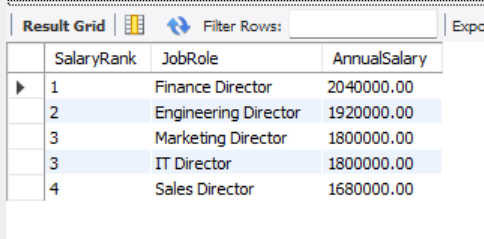 Result Grid Filter Rows: Expo
SalaryRank JobRole AnnualSalary
1 Finance Director 2040000.00
2 Engineering Director 1920000.00
3 Marketing Director 1800000.00
3 IT Director 1800000.00
4 Sales Director 1680000.00